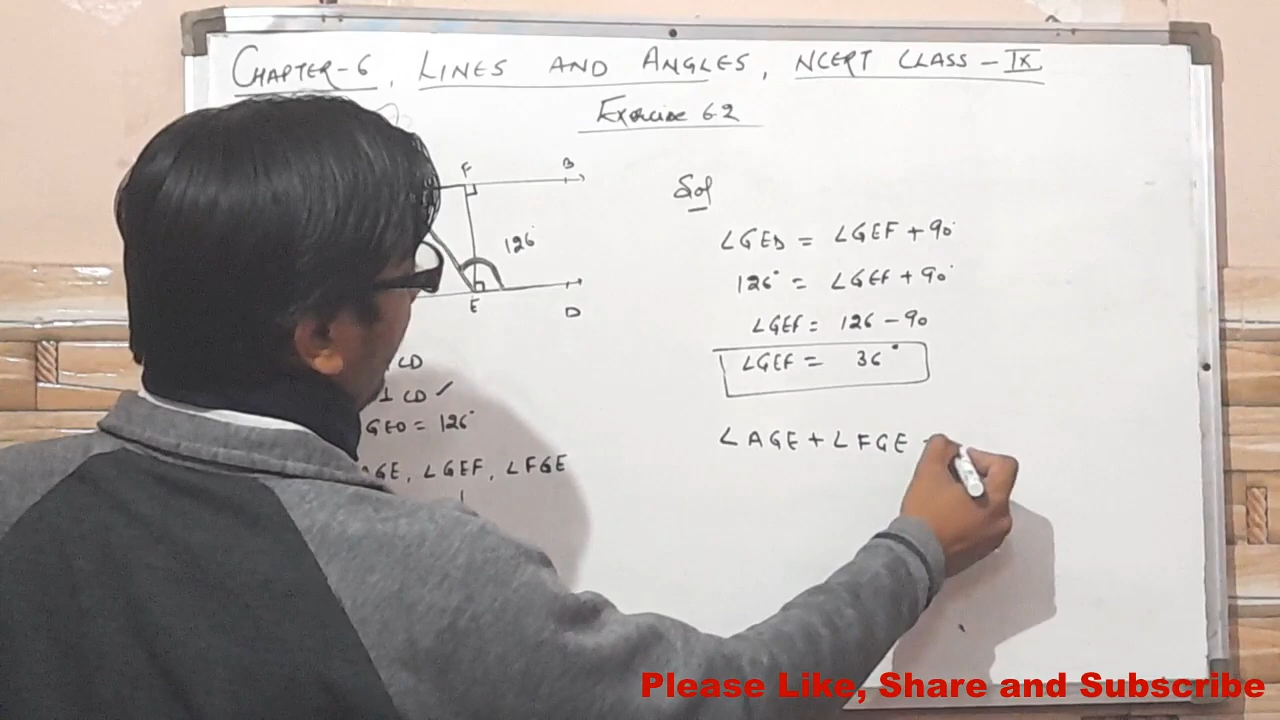 CHAPTER-6, LINES AND ANGLES, NCERT CLASS - IX
Exercise 6.2
F B
126°
E D
CD
⊥ CD ✓
GED = 126°
AGE, ∠GEF, ∠FGE
Sol
∠GED = ∠GEF + 90°
126° = ∠GEF + 90°
∠GEF = 126 - 90
∠GEF = 36°
∠AGE + ∠FGE
Please Like, Share and Subscribe